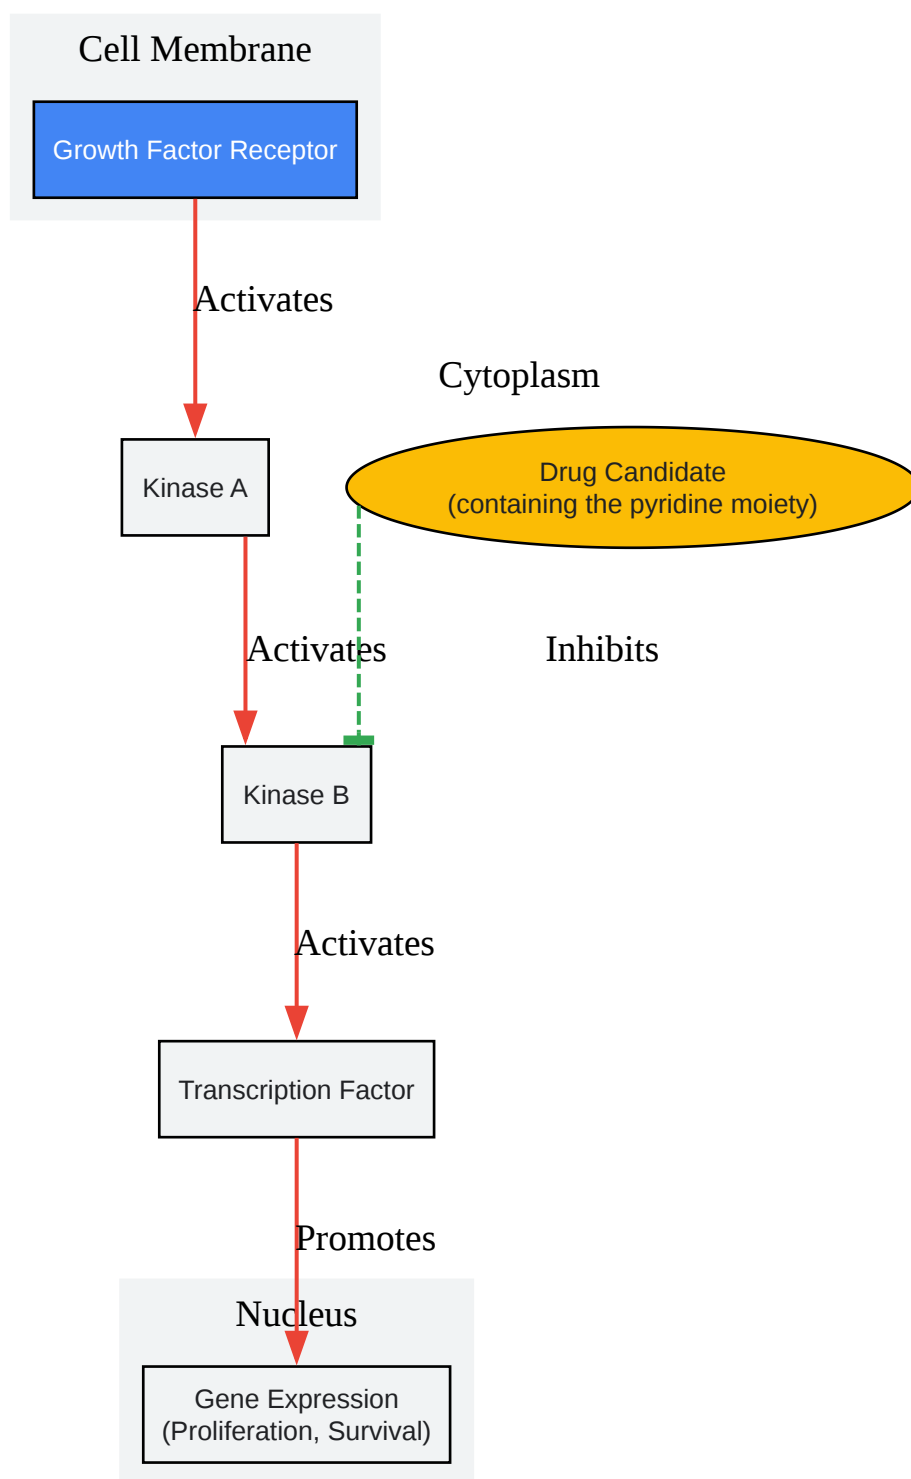 Cell Membrane
Growth Factor Receptor
Activates
Cytoplasm
Kinase A
Drug Candidate
(containing the pyridine moiety)
Activates
Inhibits
Kinase B
Activates
Transcription Factor
Promotes
Nucleus
Gene Expression
(Proliferation, Survival)